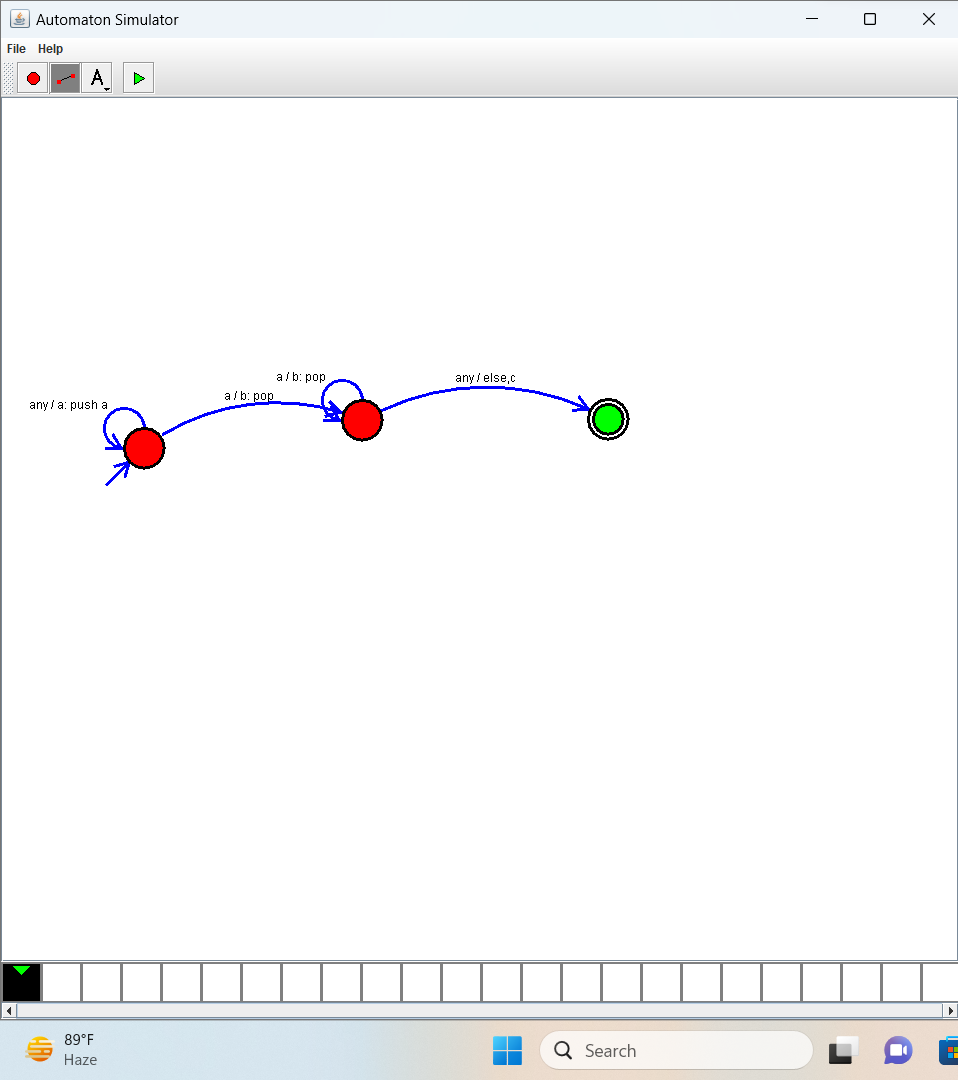 Automaton Simulator
File Help
A
a / b: pop
any / else,c
a / b: pop
any / a: push a
89°F
Haze
Search